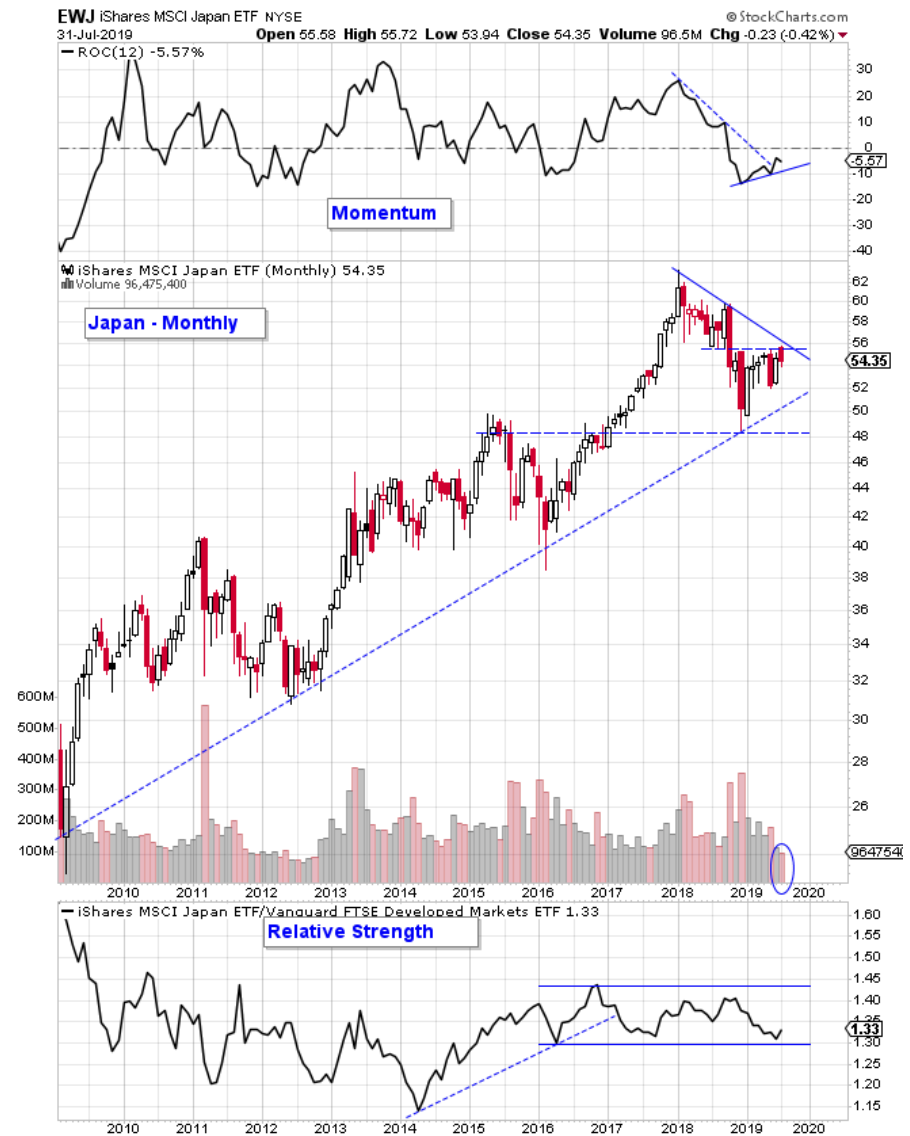 EWJ iShares MSCI Japan ETF NYSE © StockCharts.com
31-Jul-2019 Open 55.58 High 55.72 Low 53.94 Close 54.35 Volume 96.5M Chg -0.23 (-0.42%)
ROC(12) -5.57%
30
20
10
0
-5.57
-10
-20
-30
-40
Momentum
iShares MSCI Japan ETF (Monthly) 54.35
Volume 96,475,400
Japan - Monthly
62
60
58
56
54.35
52
50
48
46
44
42
40
38
36
34
32
30
28
26
600M
500M
400M
300M
200M
100M
9647540
2010 2011 2012 2013 2014 2015 2016 2017 2018 2019 2020
iShares MSCI Japan ETF/Vanguard FTSE Developed Markets ETF 1.33
Relative Strength
1.60
1.55
1.50
1.45
1.40
1.35
1.33
1.30
1.25
1.20
1.15
2010 2011 2012 2013 2014 2015 2016 2017 2018 2019 2020